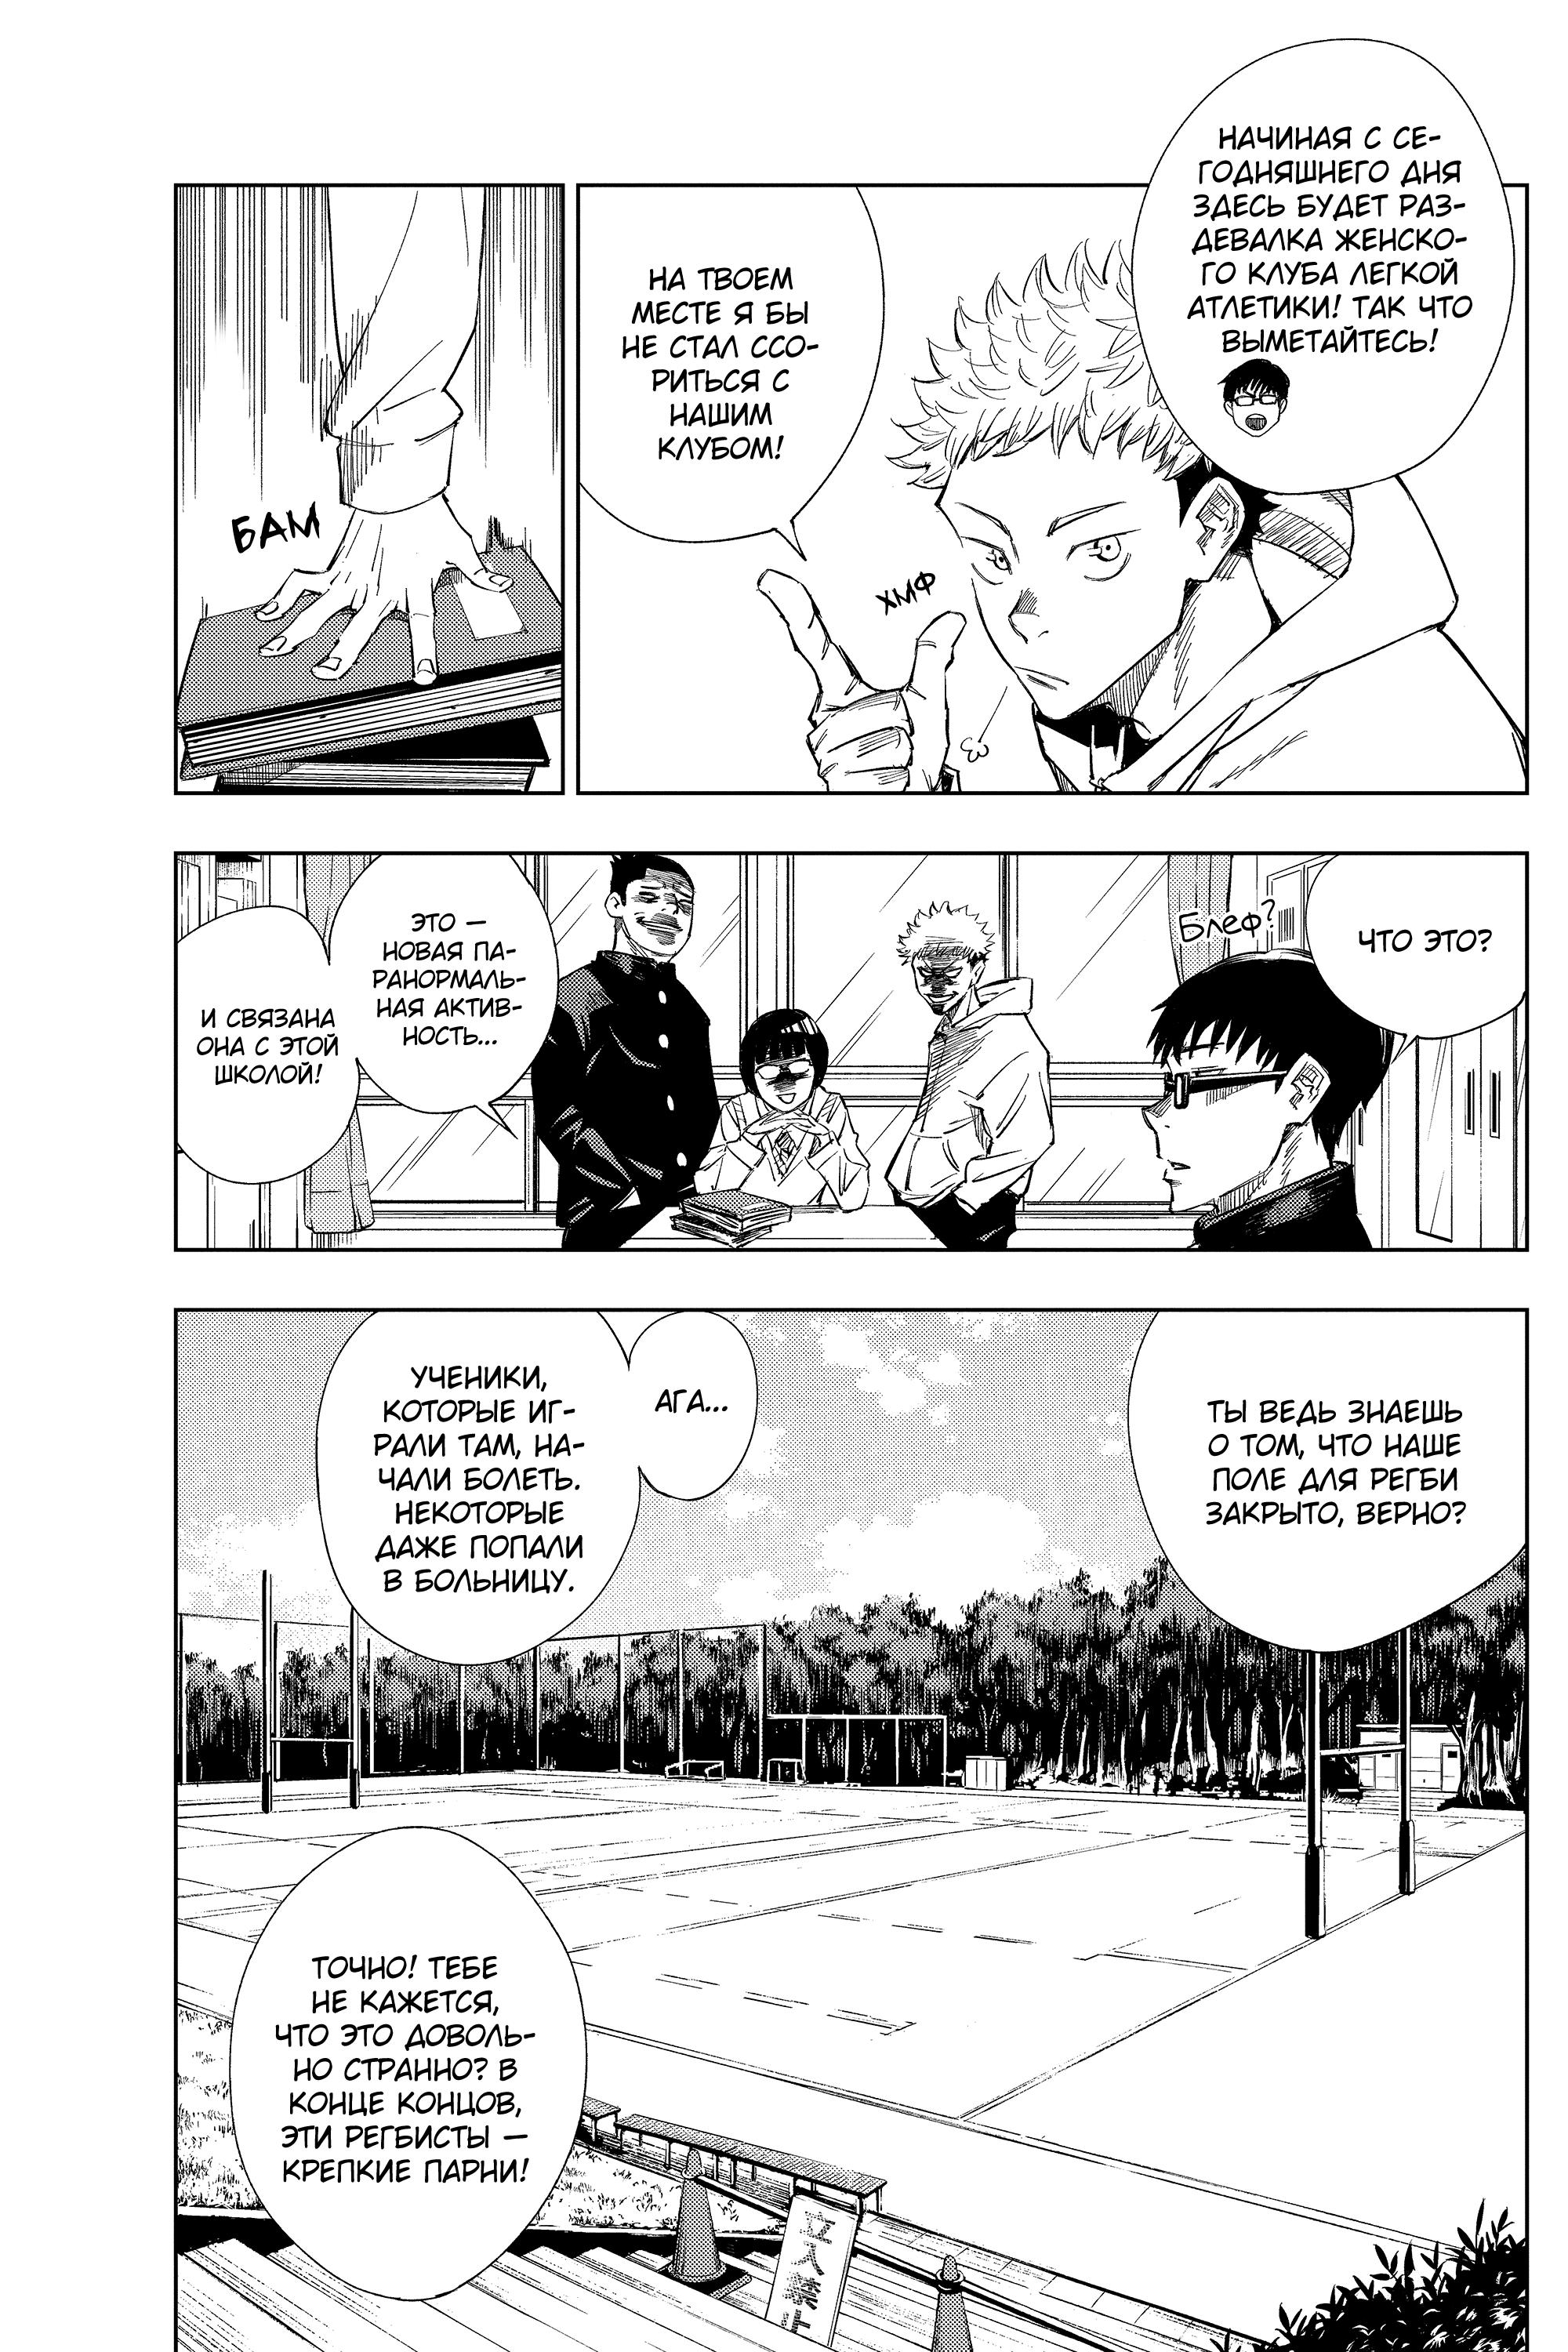 НАЧИНАЯ С СЕ-
ГОДНЯШНЕГО ДНЯ
ЗДЕСЬ БУДЕТ РАЗ-
ДЕВАЛКА ЖЕНСКО-
ГО КЛУБА ЛЕГКОЙ
АТЛЕТИКИ! ТАК ЧТО
ВЫМЕТАЙТЕСЬ!
НА ТВОЕМ
МЕСТЕ Я БЫ
НЕ СТАЛ ССО-
РИТЬСЯ С
НАШИМ
КЛУБОМ!
ХМФ
БАМ
ЧТО ЭТО?
Блеф?
ЭТО —
НОВАЯ ПА-
РАНОРМАЛЬ-
НАЯ АКТИВ-
НОСТЬ...
И СВЯЗАНА
ОНА С ЭТОЙ
ШКОЛОЙ!
ТЫ ВЕДЬ ЗНАЕШЬ
О ТОМ, ЧТО НАШЕ
ПОЛЕ ДЛЯ РЕГБИ
ЗАКРЫТО, ВЕРНО?
АГА...
УЧЕНИКИ,
КОТОРЫЕ ИГ-
РАЛИ ТАМ, НА-
ЧАЛИ БОЛЕТЬ.
НЕКОТОРЫЕ
ДАЖЕ ПОПАЛИ
В БОЛЬНИЦУ.
ТОЧНО! ТЕБЕ
НЕ КАЖЕТСЯ,
ЧТО ЭТО ДОВОЛЬ-
НО СТРАННО? В
КОНЦЕ КОНЦОВ,
ЭТИ РЕГБИСТЫ —
КРЕПКИЕ ПАРНИ!
立入禁止